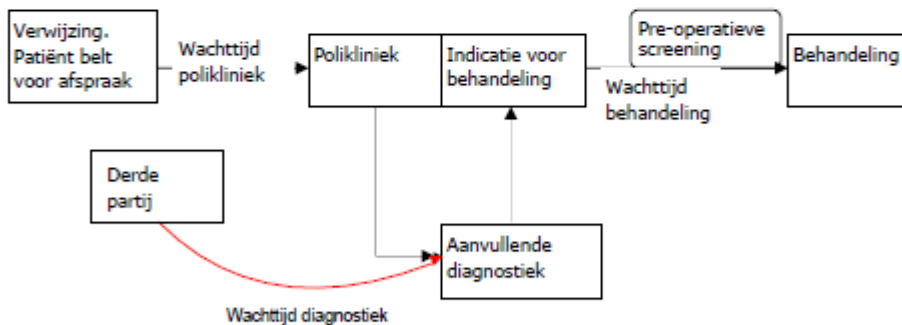 Verwijzing.
Patiënt belt
voor afspraak
Wachttijd
polikliniek
Polikliniek
Indicatie voor
behandeling
Pre-operatieve
screening
Wachttijd
behandeling
Behandeling
Derde
partij
Aanvullende
diagnostiek
Wachttijd diagnostiek